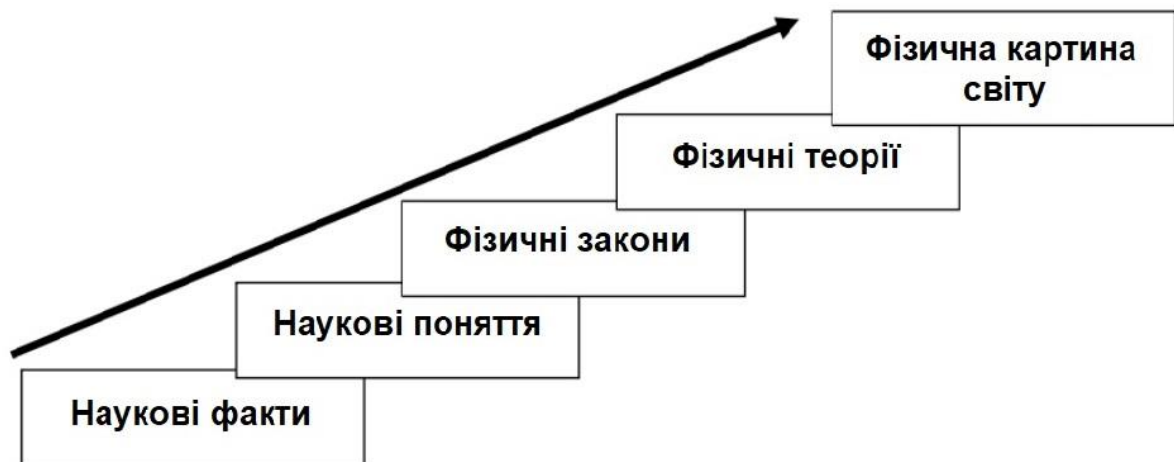 Фізична картина
світу
Фізичні теорії
Фізичні закони
Наукові поняття
Наукові факти